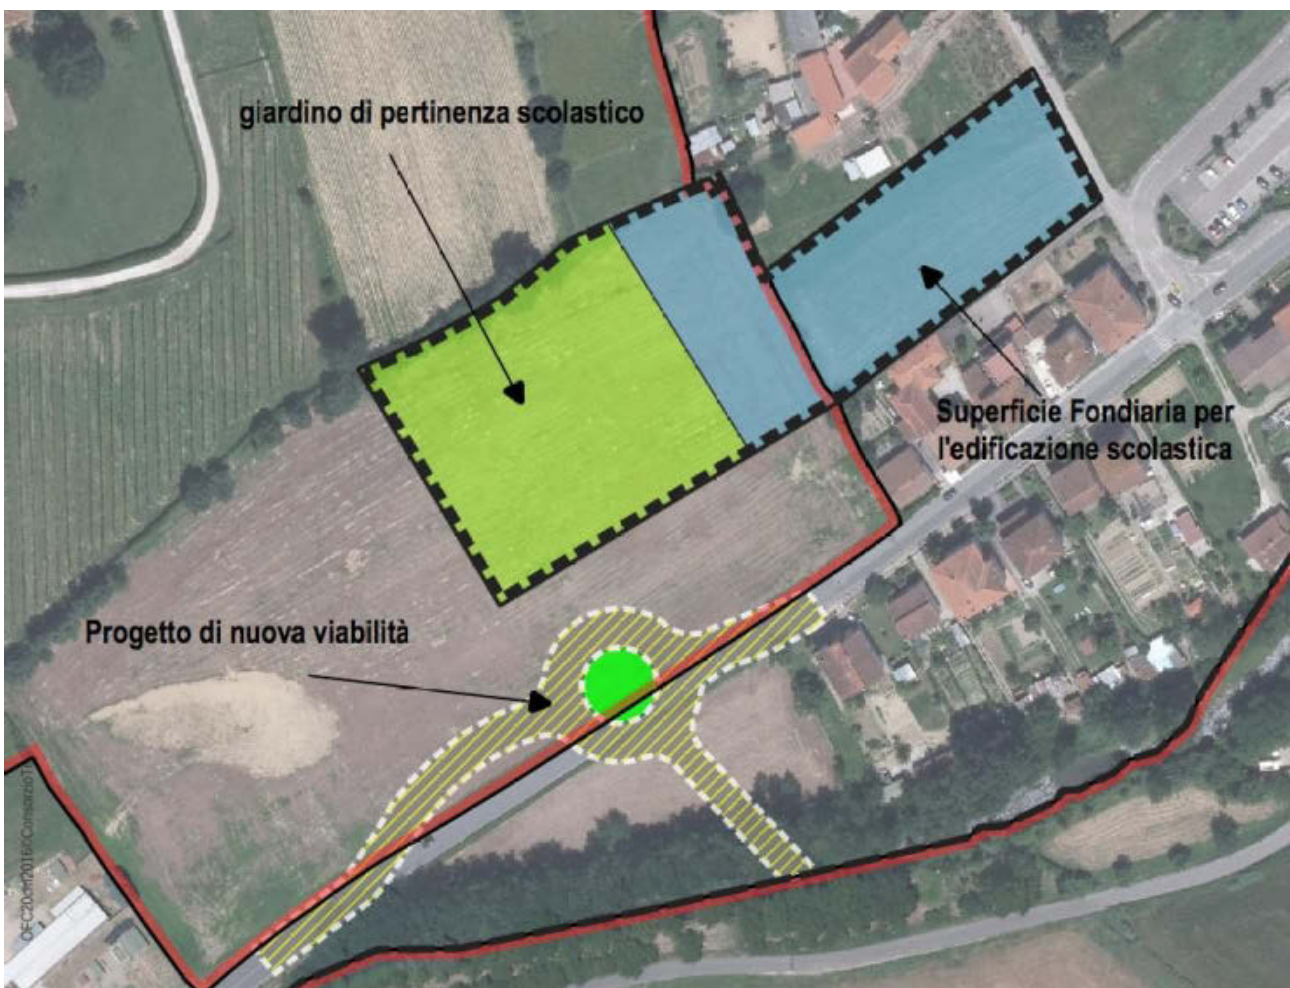 giardino di pertinenza scolastico
Superficie Fondiaria per
l'edificazione scolastica
Progetto di nuova viabilità